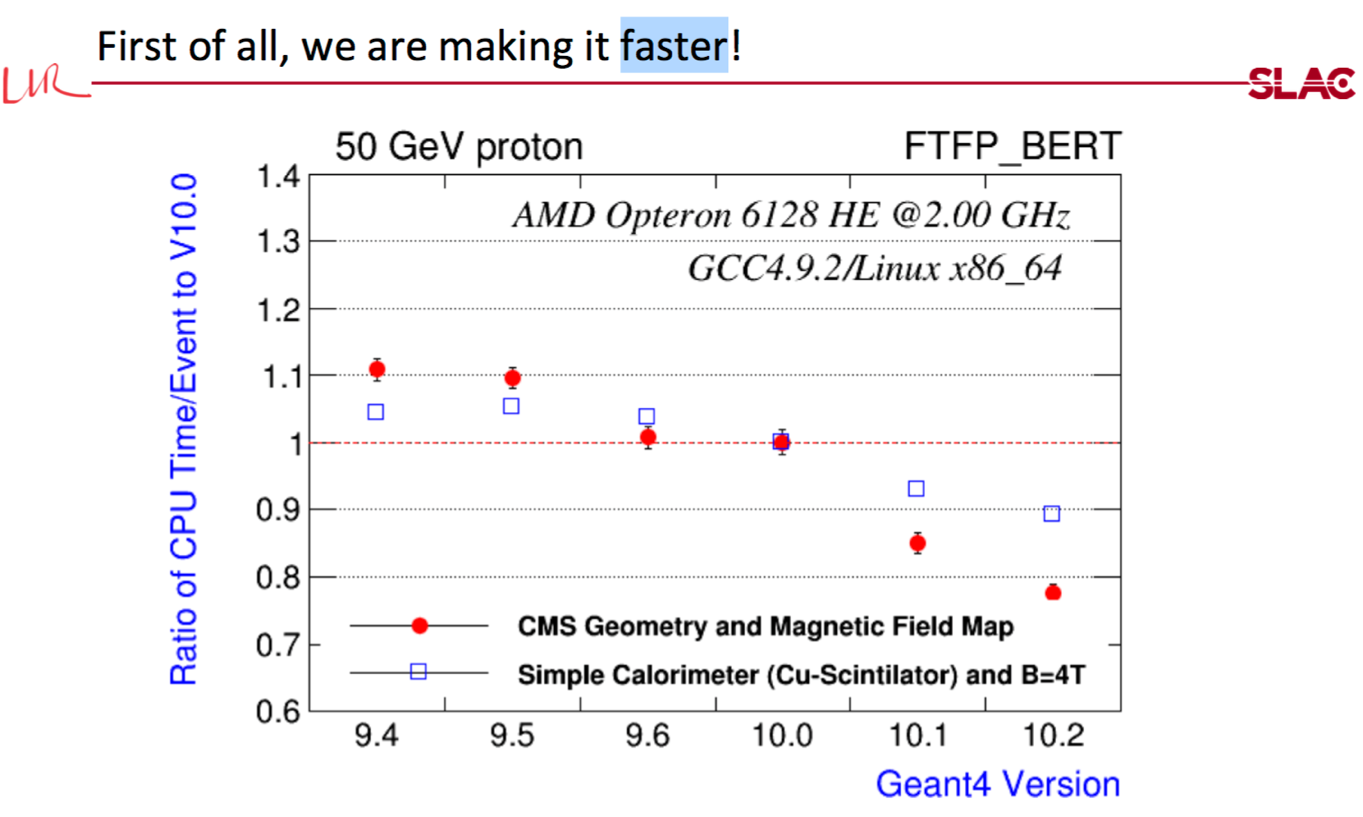 First of all, we are making it faster!
SLAC
50 GeV proton
FTFP_BERT
AMD Opteron 6128 HE @2.00 GHz
GCC4.9.2/Linux x86_64
Ratio of CPU Time/Event to V10.0
1.4
1.3
1.2
1.1
1
0.9
0.8
0.7
0.6
CMS Geometry and Magnetic Field Map
Simple Calorimeter (Cu-Scintilator) and B=4T
9.4 9.5 9.6 10.0 10.1 10.2
Geant4 Version